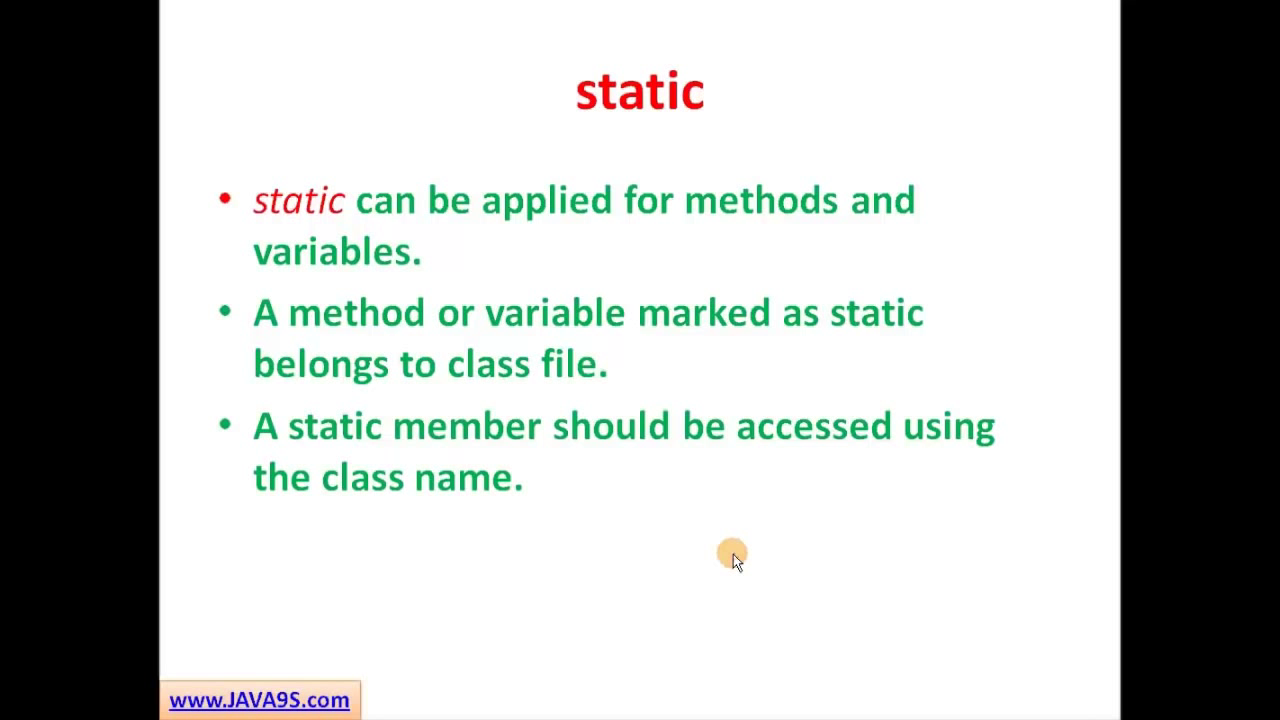 static
• static can be applied for methods and
variables.
• A method or variable marked as static
belongs to class file.
• A static member should be accessed using
the class name.
www.JAVA9S.com